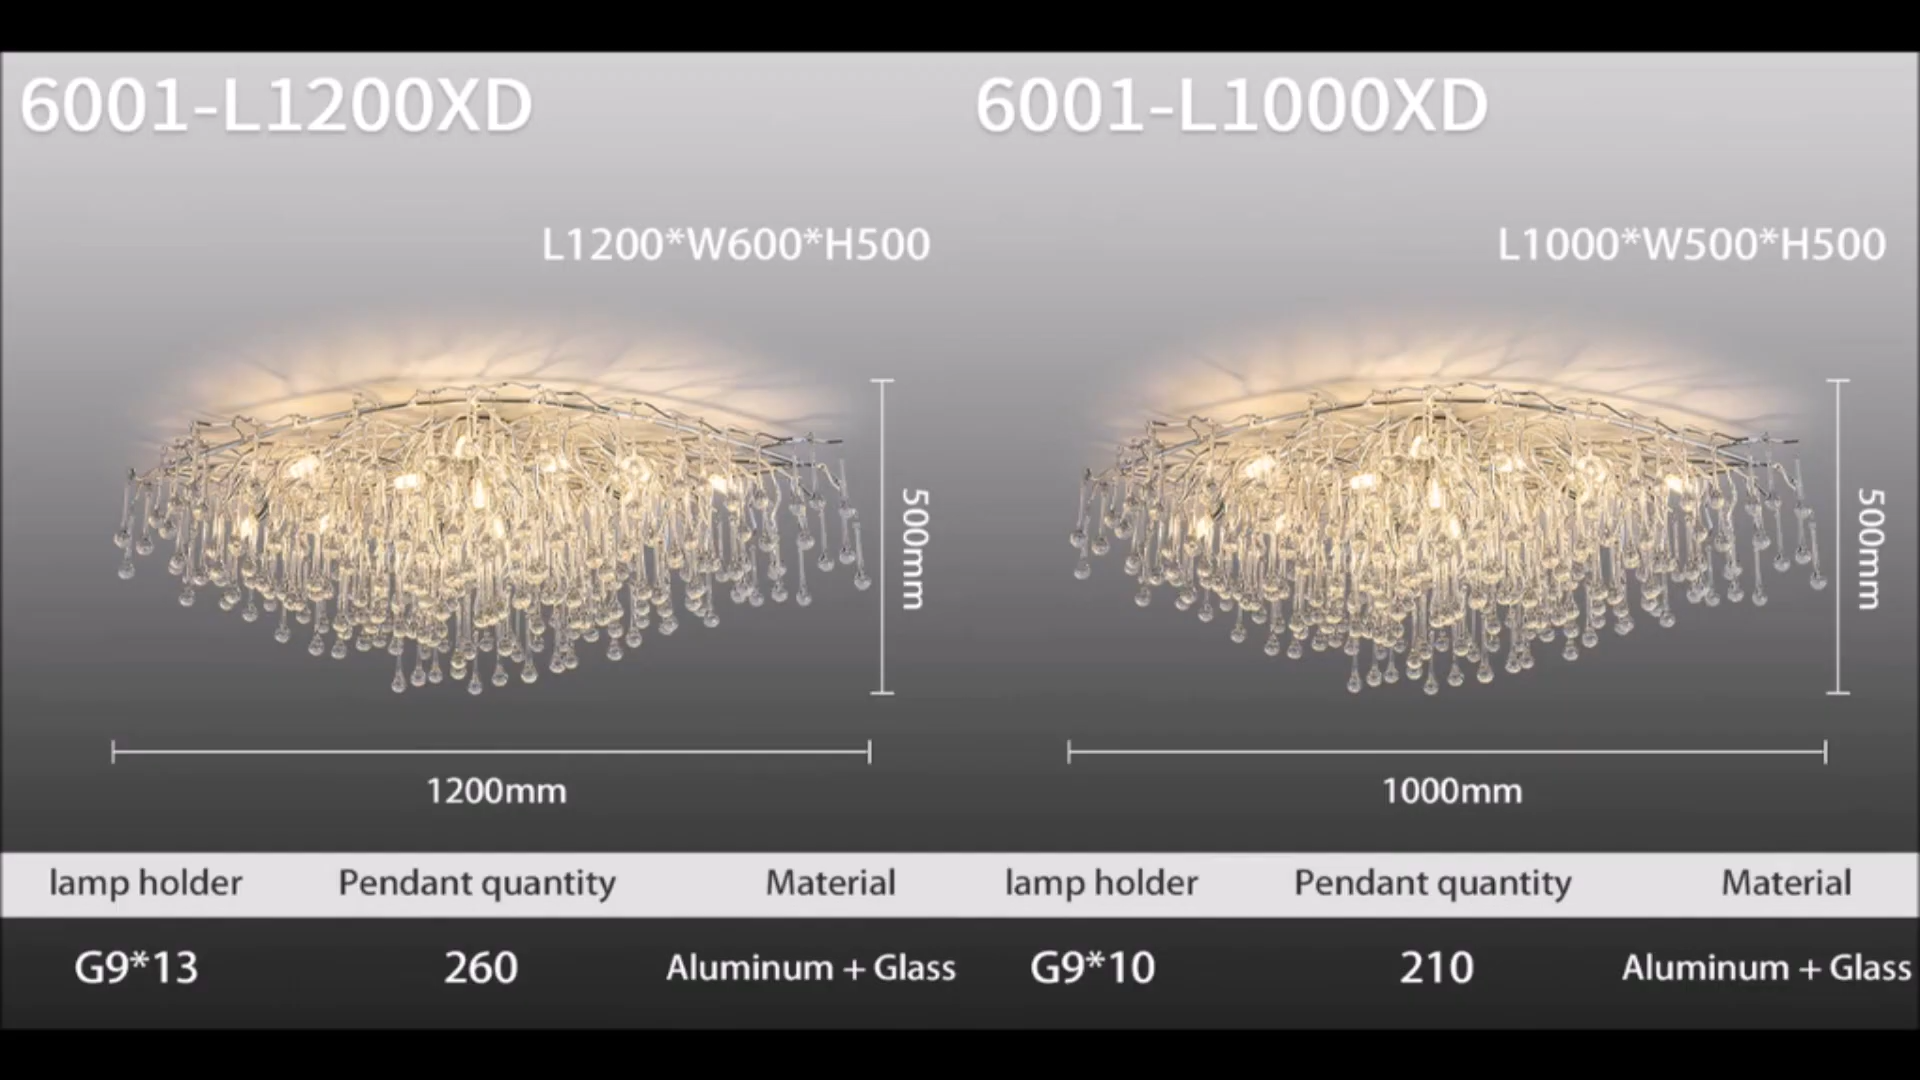 6001-L1200XD
L1200*W600*H500
500mm
1200mm
lamp holder Pendant quantity Material
G9*13 260 Aluminum + Glass
6001-L1000XD
L1000*W500*H500
500mm
1000mm
lamp holder Pendant quantity Material
G9*10 210 Aluminum + Glass